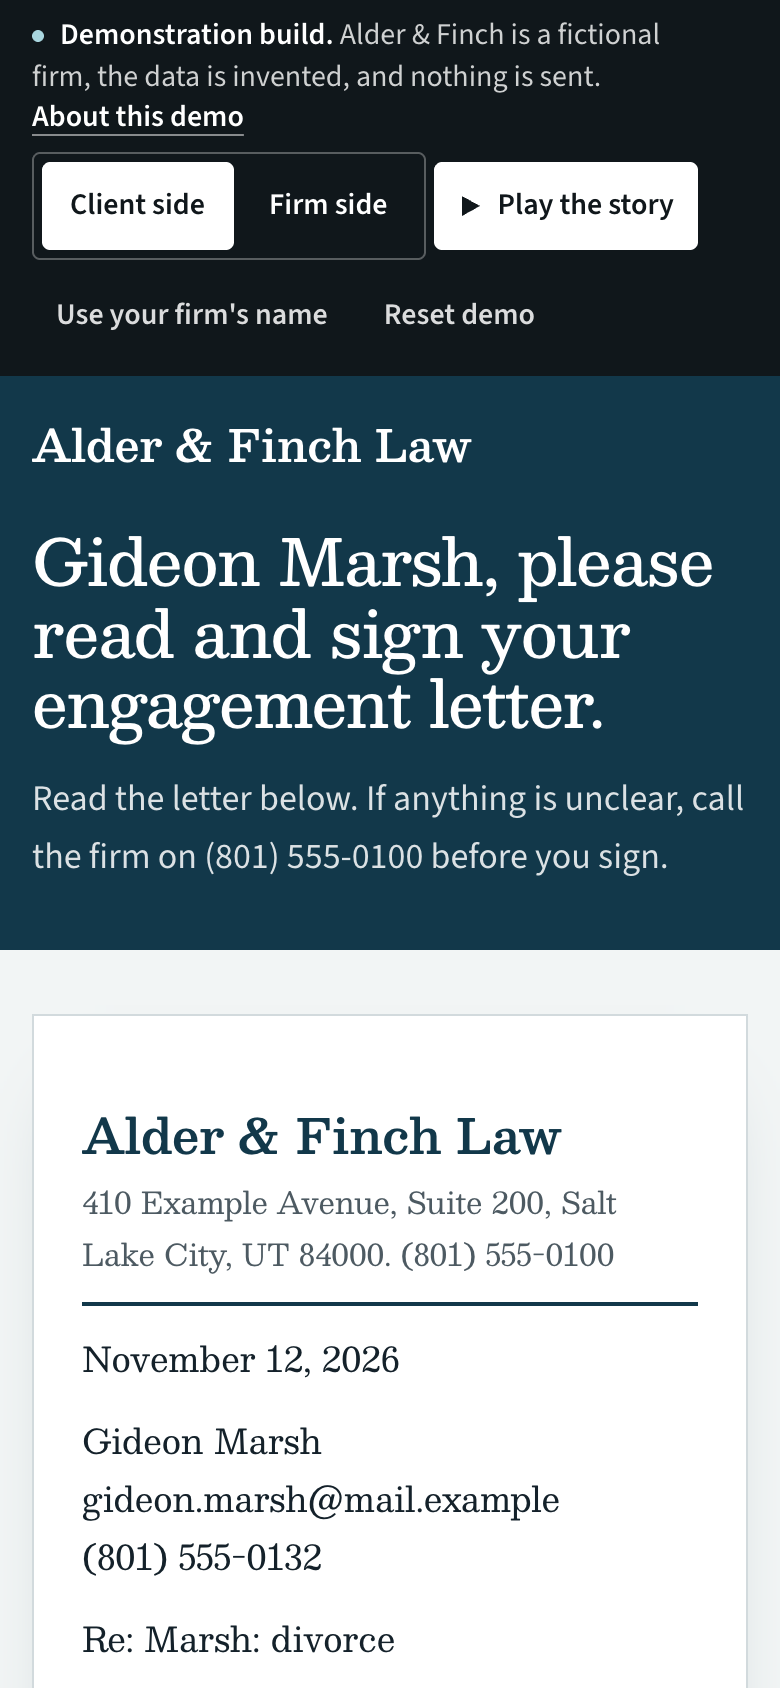 Demonstration build. Alder & Finch is a fictional
firm, the data is invented, and nothing is sent.
About this demo
Client side
Firm side
Play the story
Use your firm's name
Reset demo
Alder & Finch Law
Gideon Marsh, please
read and sign your
engagement letter.
Read the letter below. If anything is unclear, call
the firm on (801) 555-0100 before you sign.
Alder & Finch Law
410 Example Avenue, Suite 200, Salt
Lake City, UT 84000. (801) 555-0100
November 12, 2026
Gideon Marsh
gideon.marsh@mail.example
(801) 555-0132
Re: Marsh: divorce